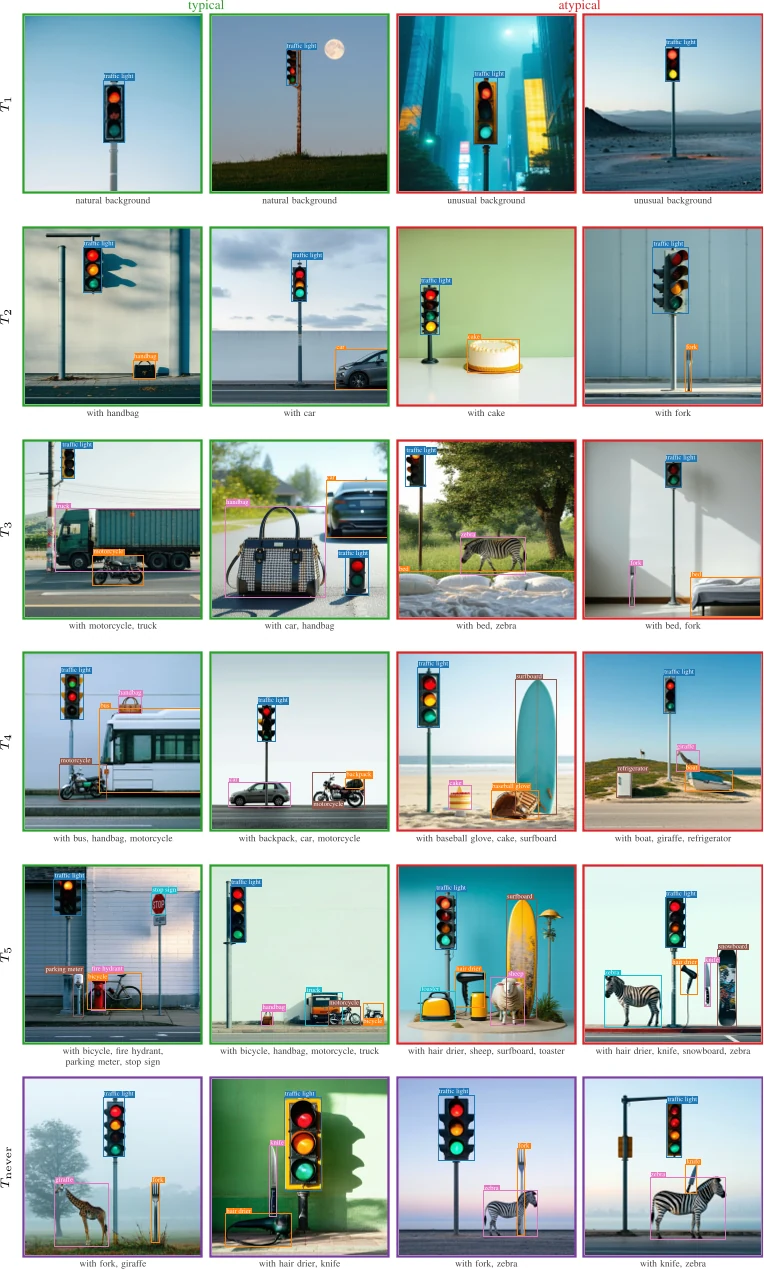 typical
atypical
T1
traffic light
traffic light
traffic light
traffic light
natural background
natural background
unusual background
unusual background
T2
traffic light
handbag
traffic light
car
traffic light
cake
traffic light
fork
with handbag
with car
with cake
with fork
T3
traffic light
truck
motorcycle
handbag
car
traffic light
traffic light
zebra
bed
traffic light
fork
bed
with motorcycle, truck
with car, handbag
with bed, zebra
with bed, fork
T4
traffic light
handbag
bus
motorcycle
traffic light
backpack
motorcycle
traffic light
surfboard
cake
baseball glove
traffic light
giraffe
refrigerator
boat
with bus, handbag, motorcycle
with backpack, car, motorcycle
with baseball glove, cake, surfboard
with boat, giraffe, refrigerator
T5
traffic light
stop sign
parking meter
fire hydrant
bicycle
traffic light
handbag
truck
motorcycle
bicycle
traffic light
surfboard
toaster
hair drier
sheep
traffic light
snowboard
zebra
hair drier
knife
with bicycle, fire hydrant,
parking meter, stop sign
with bicycle, handbag, motorcycle, truck
with hair drier, sheep, surfboard, toaster
with hair drier, knife, snowboard, zebra
Tnever
traffic light
giraffe
fork
traffic light
knife
hair drier
traffic light
fork
zebra
traffic light
knife
zebra
with fork, giraffe
with hair drier, knife
with fork, zebra
with knife, zebra